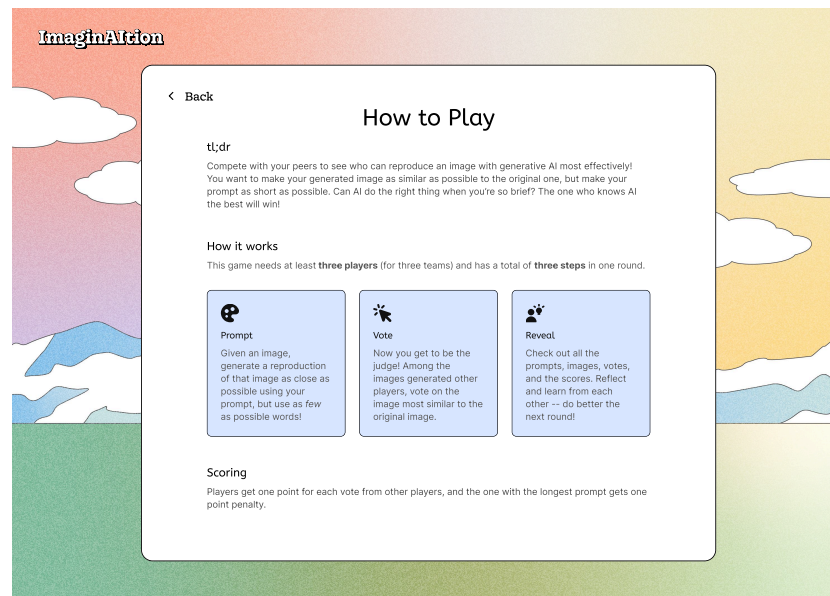 ImaginAItion
Back
How to Play
tl;dr
Compete with your peers to see who can reproduce an image with generative AI most effectively!
You want to make your generated image as similar as possible to the original one, but make your
prompt as short as possible. Can AI do the right thing when you're so brief? The one who knows AI
the best will win!
How it works
This game needs at least three players (for three teams) and has a total of three steps in one round.
Prompt
Given an image,
generate a reproduction
of that image as close as
possible using your
prompt, but use as few
as possible words!
Vote
Now you get to be the
judge! Among the
images generated other
players, vote on the
image most similar to the
original image.
Reveal
Check out all the
prompts, images, votes,
and the scores. Reflect
and learn from each
other -- do better the
next round!
Scoring
Players get one point for each vote from other players, and the one with the longest prompt gets one
point penalty.